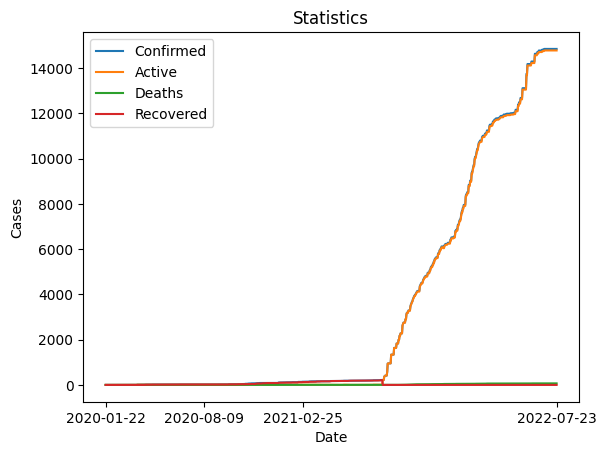 Statistics
Confirmed
Active
Deaths
Recovered
14000
12000
10000
8000
6000
4000
2000
0
Cases
2020-01-22 2020-08-09 2021-02-25 2022-07-23
Date